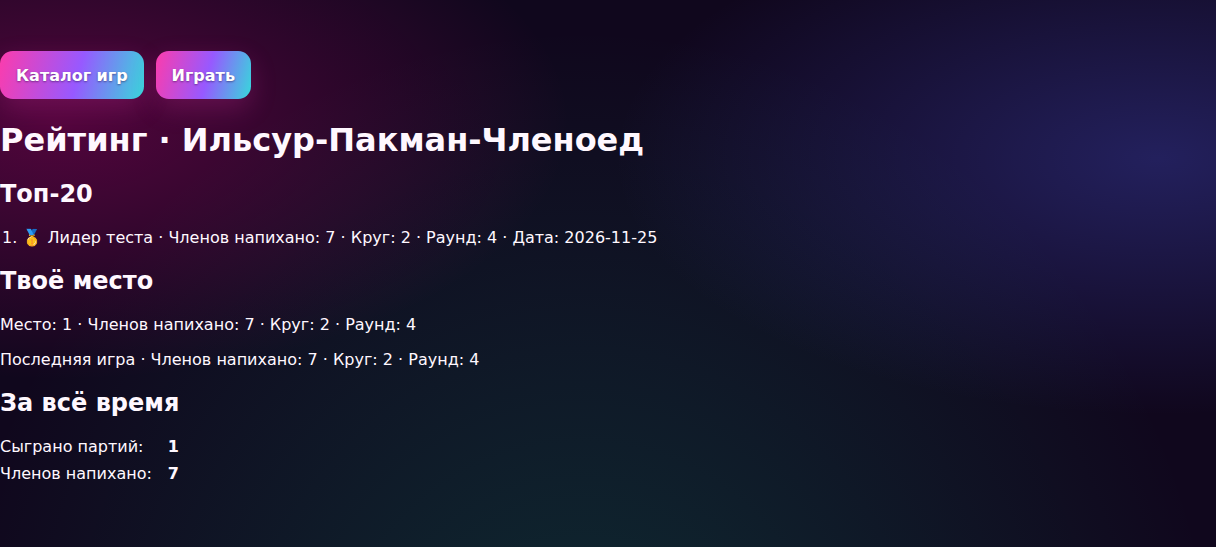 Каталог игр Играть
Рейтинг · Ильсур-Пакман-Членоед
Топ-20
1. 🥇 Лидер теста · Членов напихано: 7 · Круг: 2 · Раунд: 4 · Дата: 2026-11-25
Твоё место
Место: 1 · Членов напихано: 7 · Круг: 2 · Раунд: 4
Последняя игра · Членов напихано: 7 · Круг: 2 · Раунд: 4
За всё время
Сыграно партий: 1
Членов напихано: 7